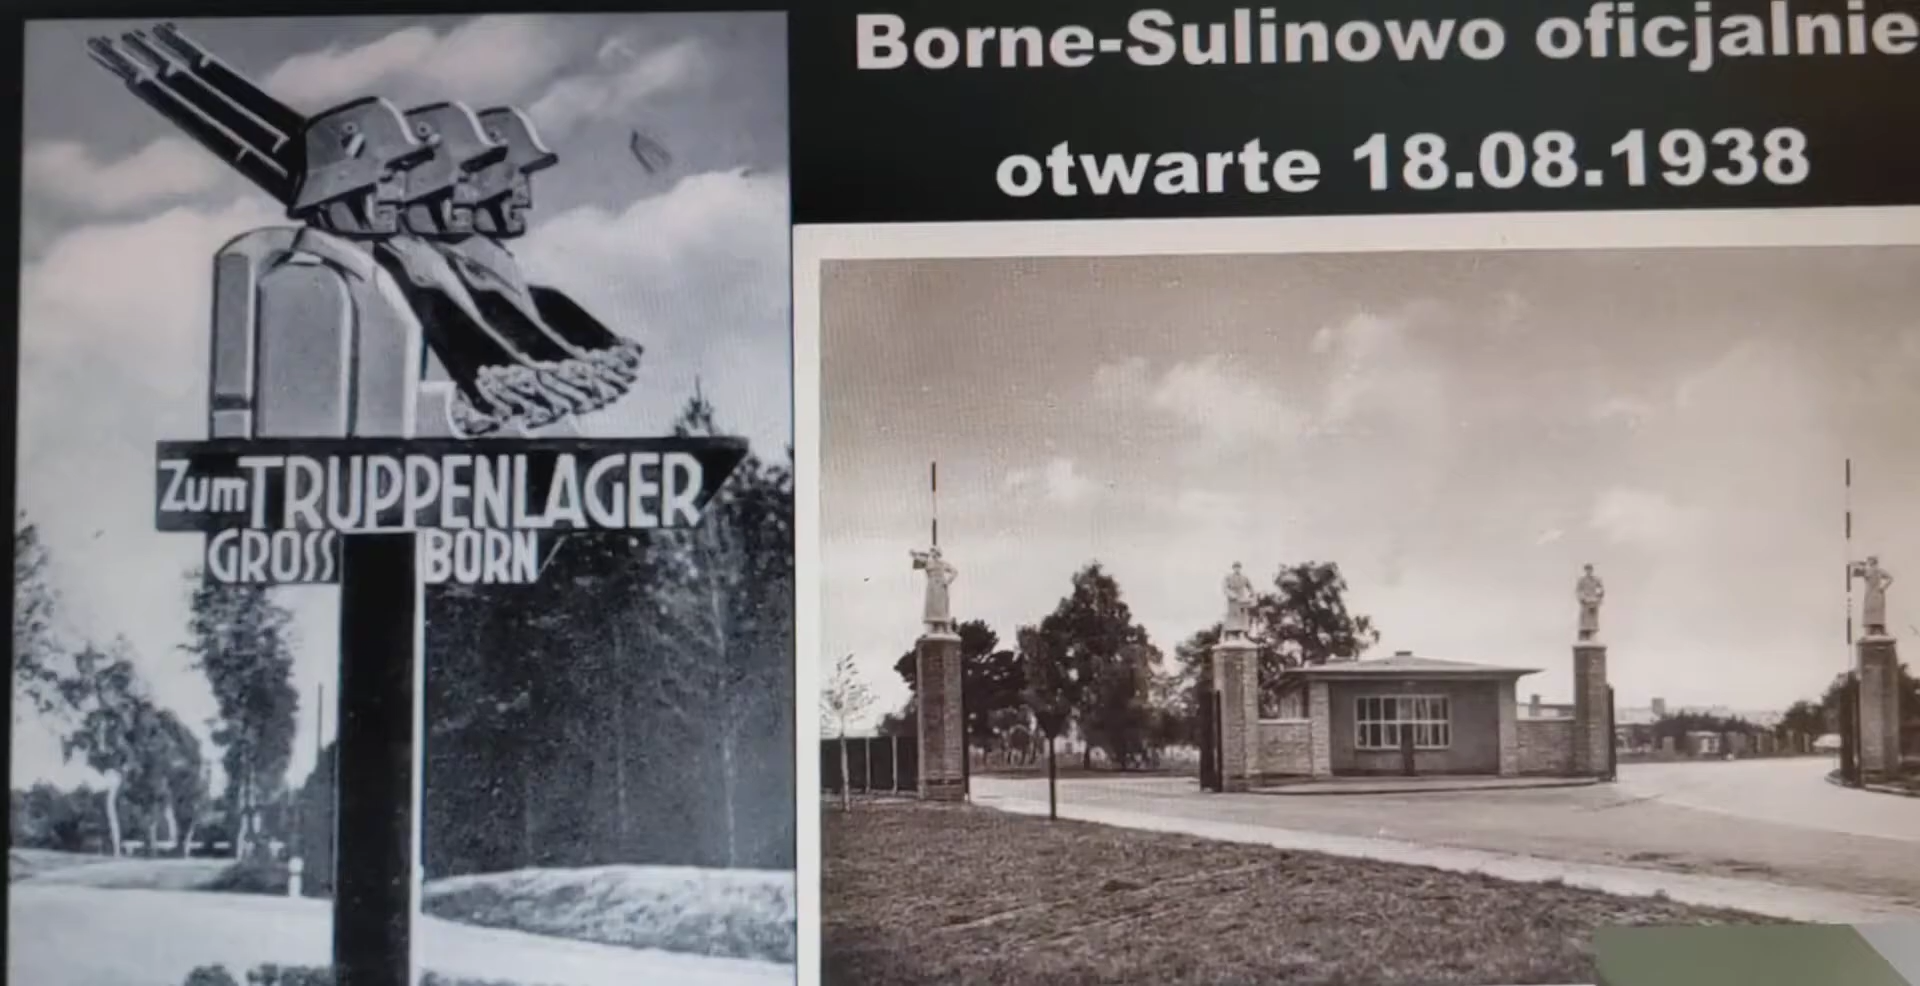 Borne-Sulinowo oficjalnie
otwarte 18.08.1938
Zum TRUPPENLAGER
GROSS BORN